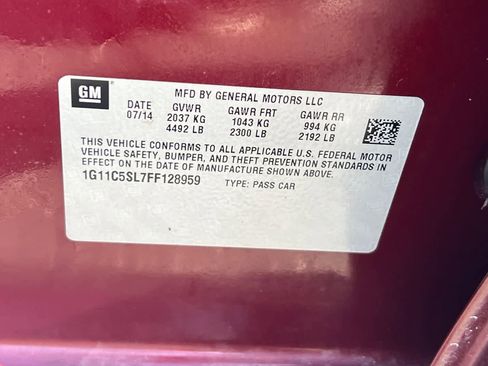 GM
MFD BY GENERAL MOTORS LLC
DATE GVWR GAWR FRT GAWR RR
07/14 2037 KG 1043 KG 994 KG
4492 LB 2300 LB 2192 LB
THIS VEHICLE CONFORMS TO ALL APPLICABLE U.S. FEDERAL MOTOR
VEHICLE SAFETY, BUMPER, AND THEFT PREVENTION STANDARDS IN
EFFECT ON THE DATE OF MANUFACTURE SHOWN ABOVE.
1G11C5SL7FF128959 TYPE: PASS CAR